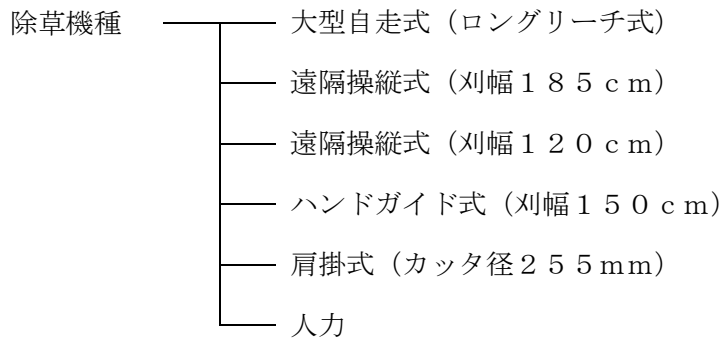 除草機種
大型自走式（ロングリーチ式）
遠隔操縦式（刈幅１８５ｃｍ）
遠隔操縦式（刈幅１２０ｃｍ）
ハンドガイド式（刈幅１５０ｃｍ）
肩掛式（カッタ径２５５ｍｍ）
人力